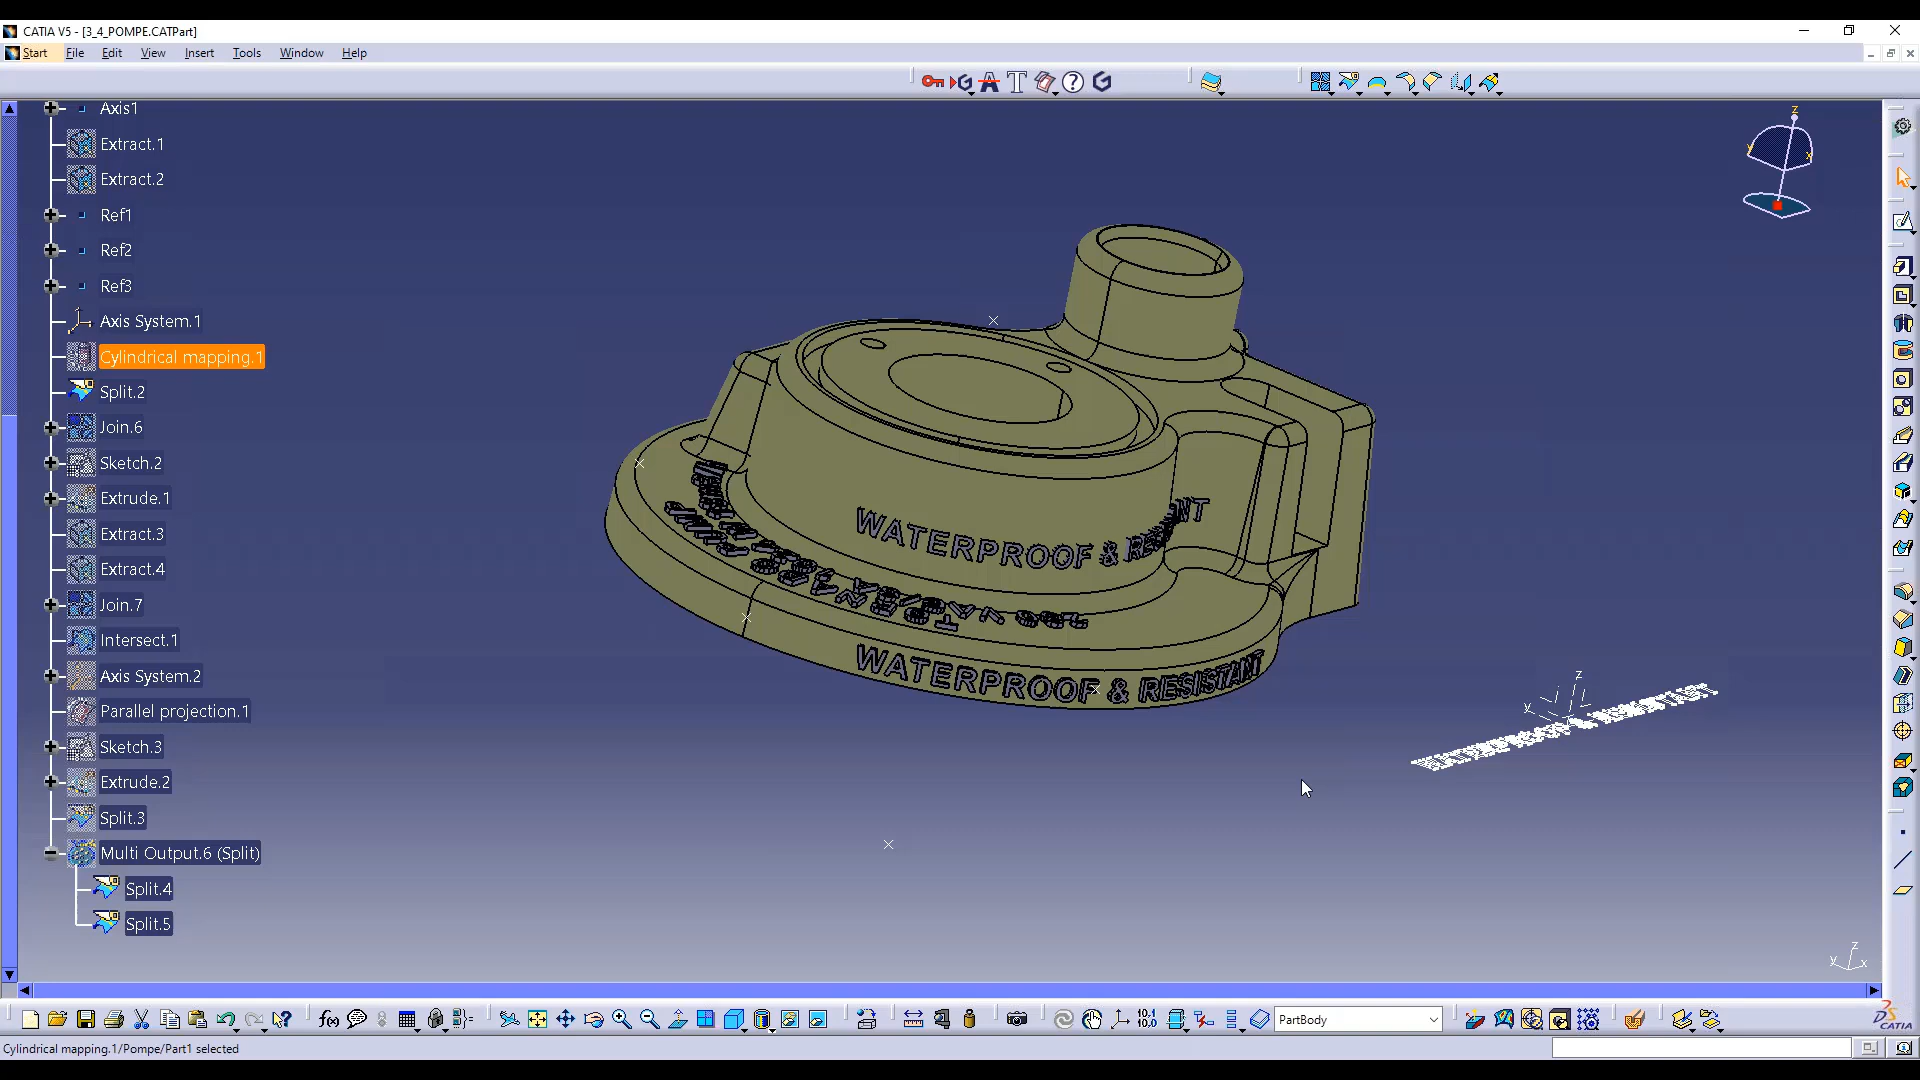 CATIA V5 - [3_4_POMPE.CATPart]
Start File Edit View Insert Tools Window Help
Axis1
Extract.1
Extract.2
Ref1
Ref2
Ref3
Axis System.1
Cylindrical mapping.1
Split.2
Join.6
Sketch.2
Extrude.1
Extract.3
Extract.4
Join.7
Intersect.1
Axis System.2
Parallel projection.1
Sketch.3
Extrude.2
Split.3
Multi Output.6 (Split)
Split.4
Split.5
WATERPROOF & RESISTANT
WATERPROOF & RESISTANT
z
y
x
z
y
z
y x
PartBody
CATIA
Cylindrical mapping.1/Pompe/Part1 selected